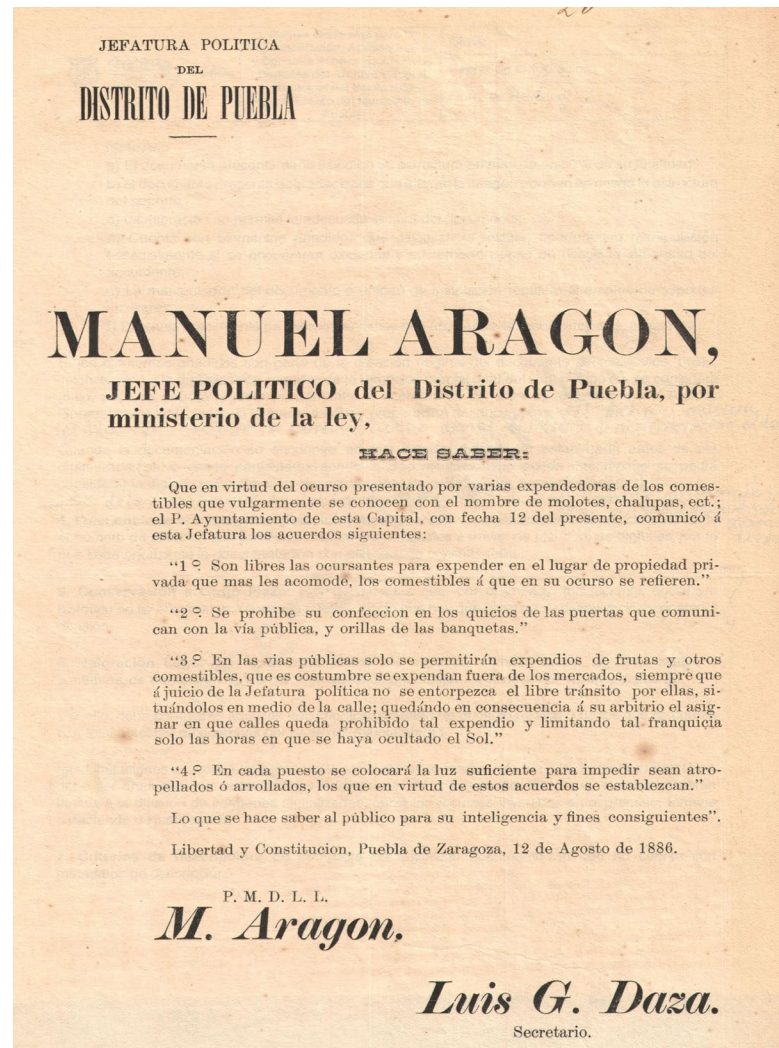 JEFATURA POLITICA
DEL
DISTRITO DE PUEBLA
MANUEL ARAGON,
JEFE POLITICO del Distrito de Puebla, por
ministerio de la ley,
HACE SABER:
Que en virtud del ocurso presentado por varias expendedoras de los comes-
tibles que vulgarmente se conocen con el nombre de molotes, chalupas, ect.;
el P. Ayuntamiento de esta Capital, con fecha 12 del presente, comunicó á
esta Jefatura los acuerdos siguientes:
"1º Son libres las ocursantes para expender en el lugar de propiedad pri-
vada que mas les acomode, los comestibles á que en su ocurso se refieren."
"2º. Se prohibe su confeccion en los quicios de las puertas que comuni-
can con la vía pública, y orillas de las banquetas."
"3º En las vias públicas solo se permitirán expendios de frutas y otros
comestibles, que es costumbre se expendan fuera de los mercados, siempre que
á juicio de la Jefatura política no se entorpezca el libre tránsito por ellas, si-
tuándolos en medio de la calle; quedándo en consecuencia á su arbitrio el asig-
nar en que calles queda prohibido tal expendio y limitando tal franquicia
solo las horas en que se haya ocultado el Sol."
"4º En cada puesto se colocará la luz suficiente para impedir sean atro-
pellados ó arrollados, los que en virtud de estos acuerdos se establezcan."
Lo que se hace saber al público para su inteligencia y fines consiguientes".
Libertad y Constitucion, Puebla de Zaragoza, 12 de Agosto de 1886.
P. M. D. L. L.
M. Aragon,
Luis G. Daza.
Secretario.